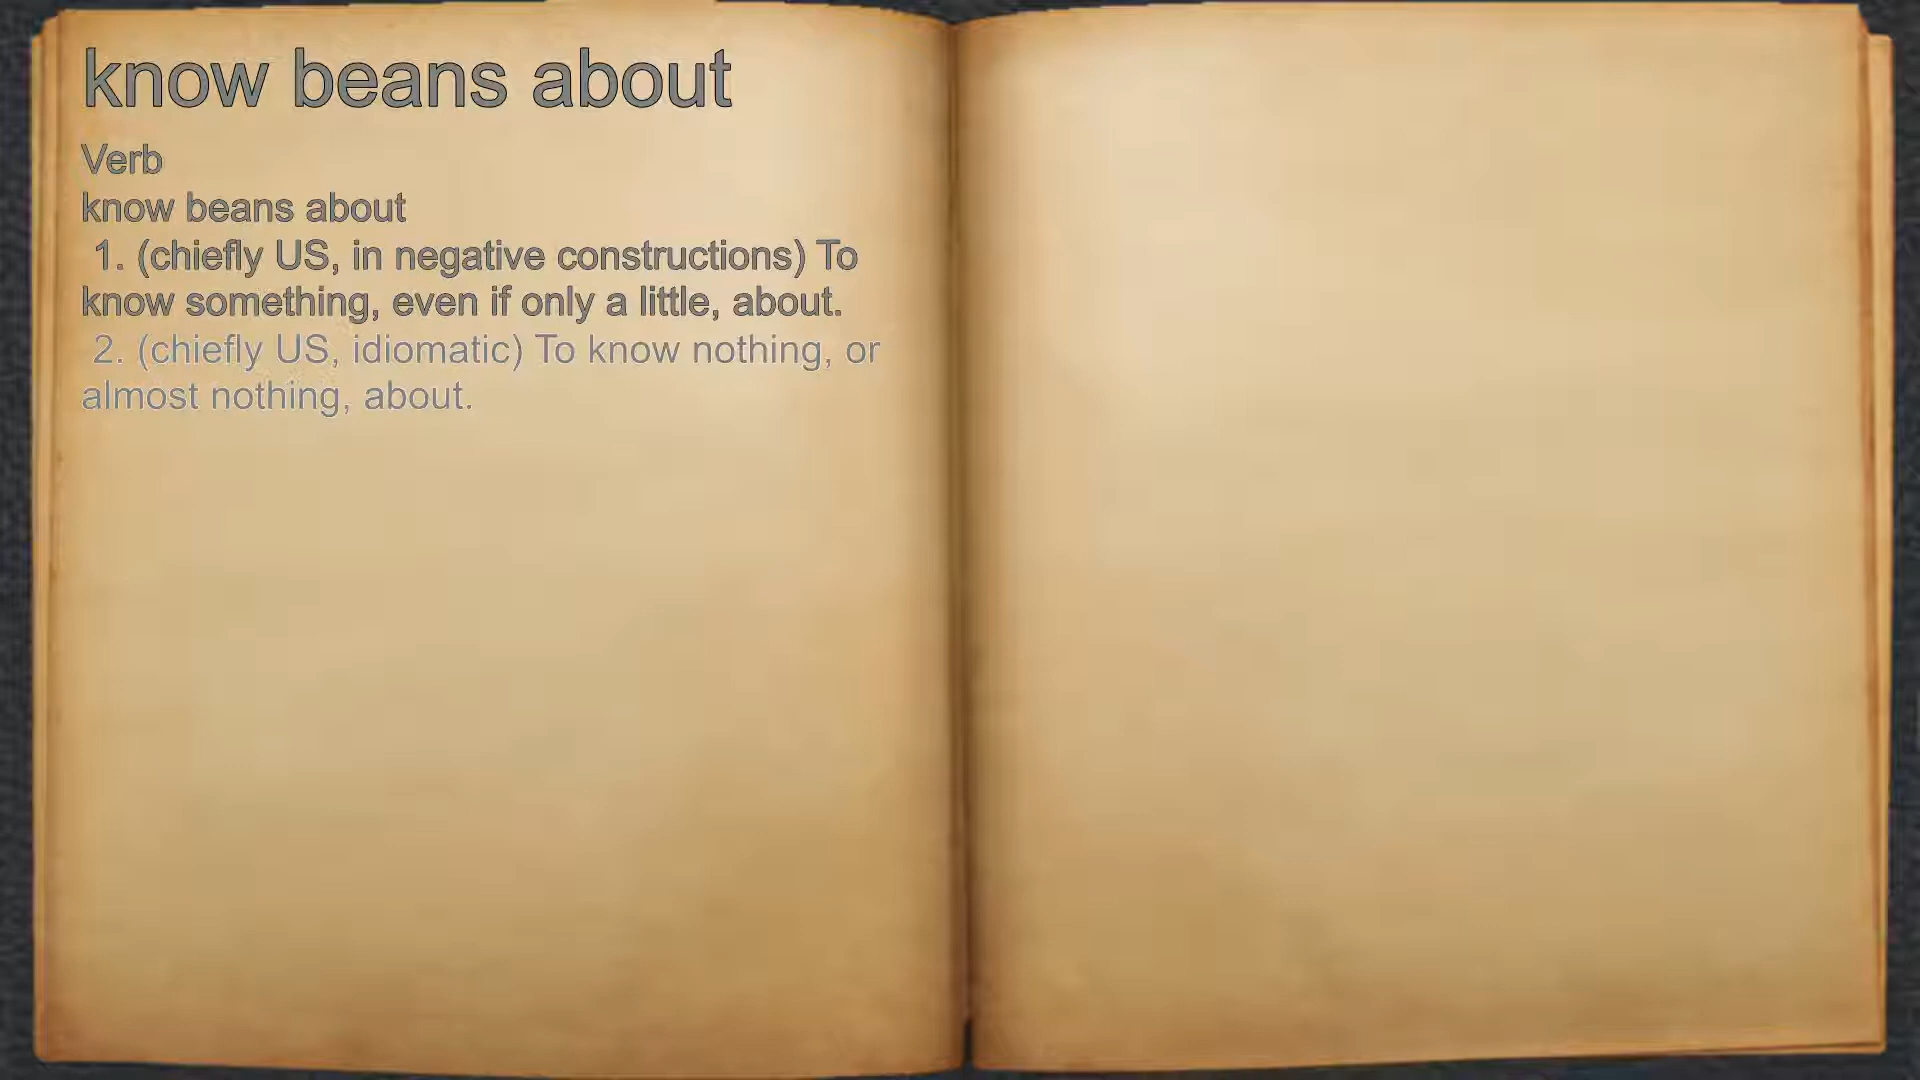 know beans about
Verb
know beans about
1. (chiefly US, in negative constructions) To
know something, even if only a little, about.
2. (chiefly US, idiomatic) To know nothing, or
almost nothing, about.